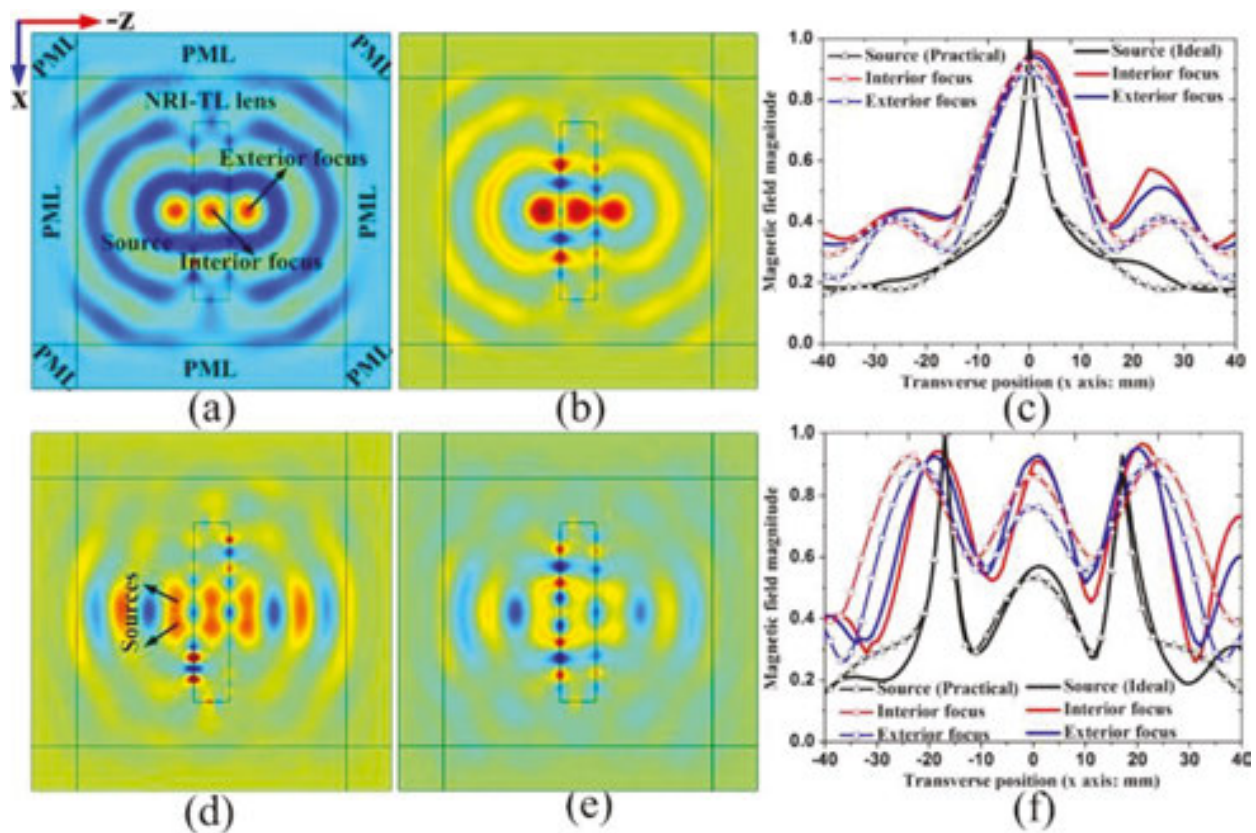 -Z
X
PML
PML
PML
NRI-TL lens
Exterior focus
PML
PML
Source
Interior focus
PML
PML
PML
(a)
(b)
Magnetic field magnitude
1.0
0.8
0.6
0.4
0.2
0.0
Source (Practical)
Interior focus
Exterior focus
Source (Ideal)
Interior focus
Exterior focus
-40 -30 -20 -10 0 10 20 30 40
Transverse position (x axis: mm)
(c)
Sources
(d)
(e)
Magnetic field magnitude
1.0
0.8
0.6
0.4
0.2
0.0
Source (Practical)
Interior focus
Exterior focus
Source (Ideal)
Interior focus
Exterior focus
-40 -30 -20 -10 0 10 20 30 40
Transverse position (x axis: mm)
(f)